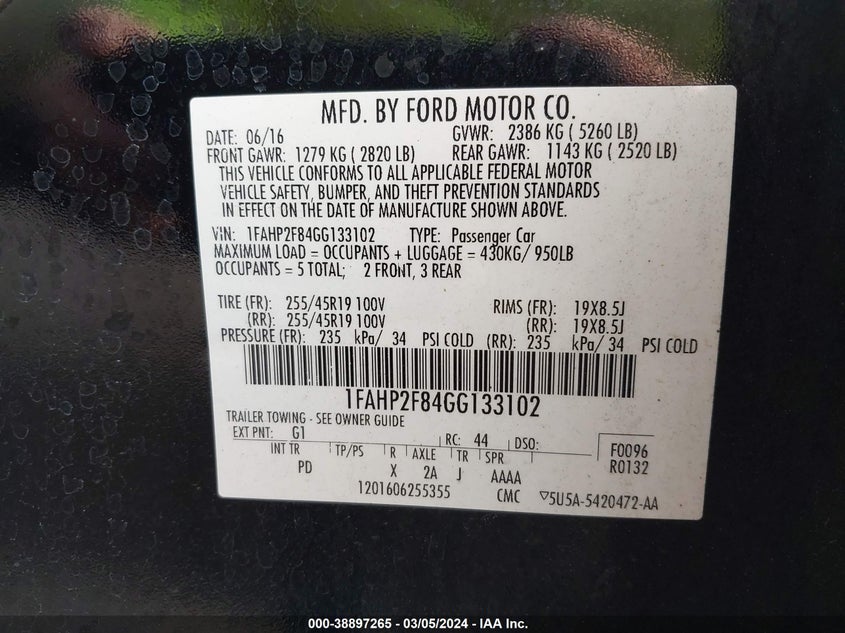 MFD. BY FORD MOTOR CO.
DATE: 06/16 GVWR: 2386 KG ( 5260 LB)
FRONT GAWR: 1279 KG ( 2820 LB) REAR GAWR: 1143 KG ( 2520 LB)
THIS VEHICLE CONFORMS TO ALL APPLICABLE FEDERAL MOTOR
VEHICLE SAFETY, BUMPER, AND THEFT PREVENTION STANDARDS
IN EFFECT ON THE DATE OF MANUFACTURE SHOWN ABOVE.
VIN: 1FAHP2F84GG133102 TYPE: Passenger Car
MAXIMUM LOAD = OCCUPANTS + LUGGAGE = 430KG/ 950LB
OCCUPANTS = 5 TOTAL; 2 FRONT, 3 REAR
TIRE (FR): 255/45R19 100V RIMS (FR): 19X8.5J
(RR): 255/45R19 100V (RR): 19X8.5J
PRESSURE (FR): 235 kPa/ 34 PSI COLD (RR): 235 kPa/ 34 PSI COLD
1FAHP2F84GG133102
TRAILER TOWING - SEE OWNER GUIDE
EXT PNT: G1 RC: 44 DSO: F0096
INT TR TP/PS R AXLE TR SPR R0132
PD X 2A J AAAA
1201606255355 CMC ▽5U5A-5420472-AA
000-38897265 - 03/05/2024 - IAA Inc.